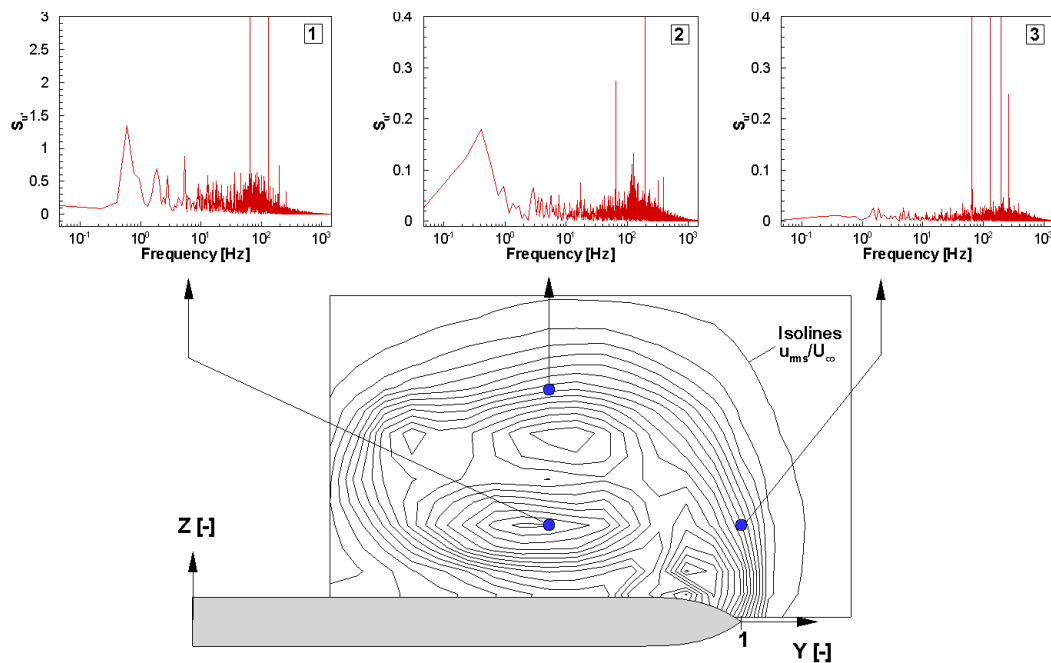 1
3
2.5
2
1.5
1
0.5
0
S_u'
10^-1 10^0 10^1 10^2 10^3
Frequency [Hz]
2
0.4
0.3
0.2
0.1
0
S_u'
10^-1 10^0 10^1 10^2 10^3
Frequency [Hz]
3
0.4
0.3
0.2
0.1
0
S_u'
10^-1 10^0 10^1 10^2 10^3
Frequency [Hz]
Isolines
u_rms/U_∞
Z [-]
1
Y [-]